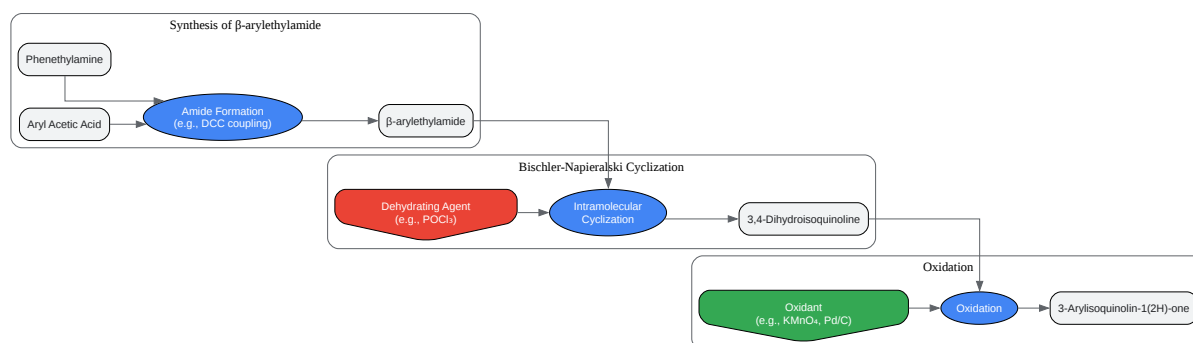 Synthesis of β-arylethylamide
Phenethylamine
Aryl Acetic Acid
Amide Formation
(e.g., DCC coupling)
β-arylethylamide
Bischler-Napieralski Cyclization
Dehydrating Agent
(e.g., POCl₃)
Intramolecular
Cyclization
3,4-Dihydroisoquinoline
Oxidation
Oxidant
(e.g., KMnO₄, Pd/C)
Oxidation
3-Arylisoquinolin-1(2H)-one